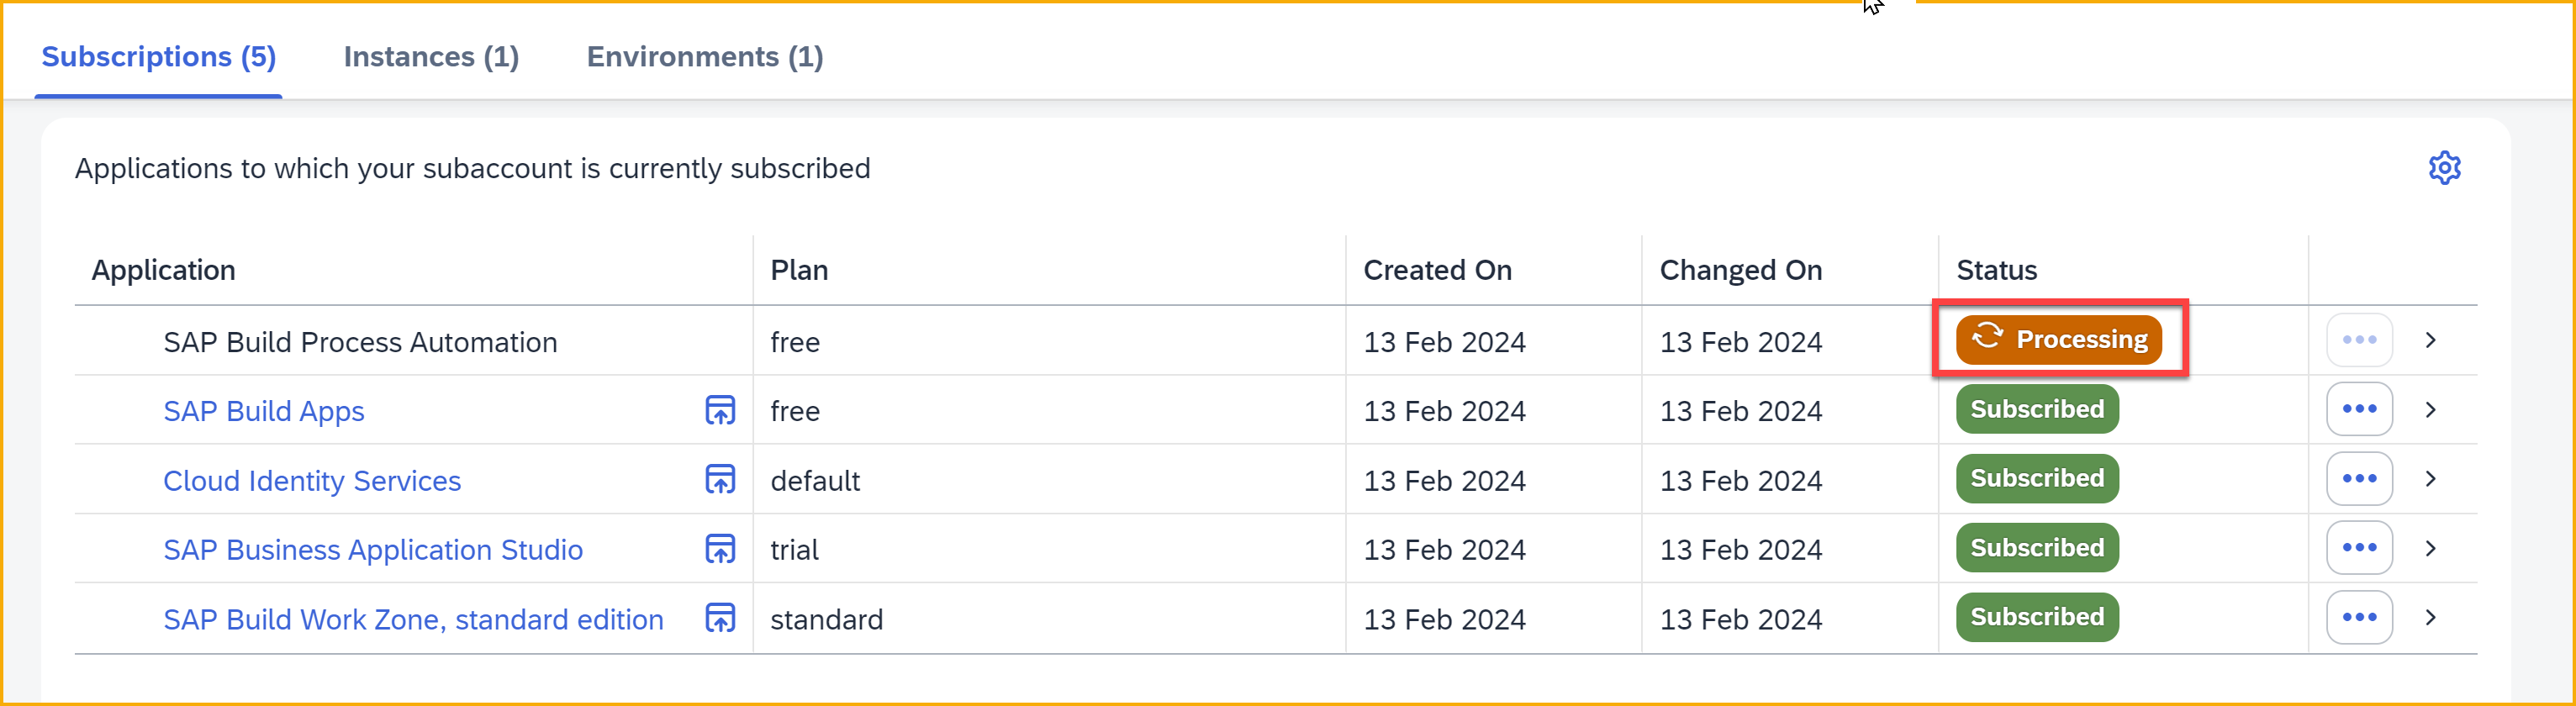 Subscriptions (5) Instances (1) Environments (1)
Applications to which your subaccount is currently subscribed
Application Plan Created On Changed On Status
SAP Build Process Automation free 13 Feb 2024 13 Feb 2024 Processing
SAP Build Apps free 13 Feb 2024 13 Feb 2024 Subscribed
Cloud Identity Services default 13 Feb 2024 13 Feb 2024 Subscribed
SAP Business Application Studio trial 13 Feb 2024 13 Feb 2024 Subscribed
SAP Build Work Zone, standard edition standard 13 Feb 2024 13 Feb 2024 Subscribed